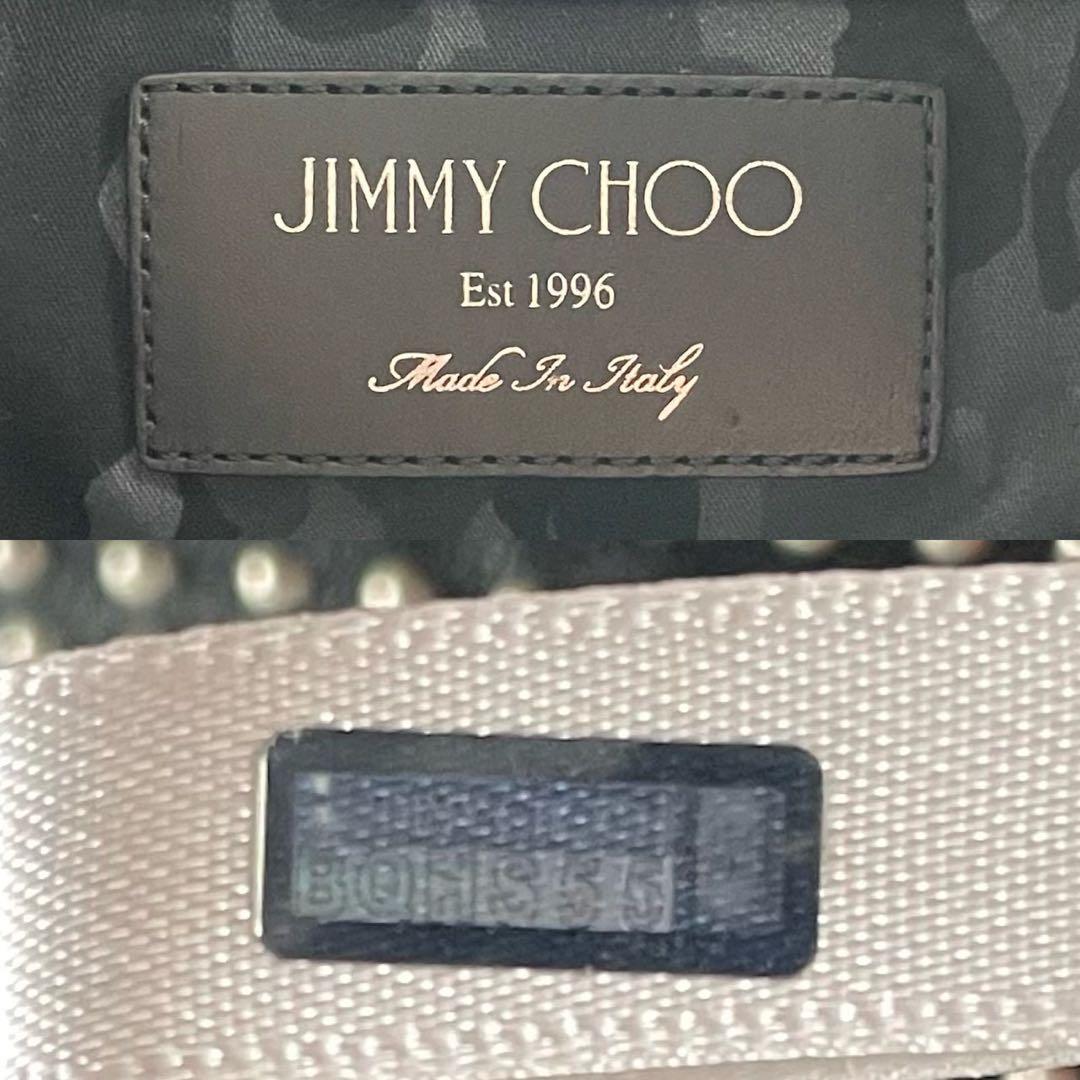 JIMMY CHOO
Est 1996
Made In Italy
BOHS55